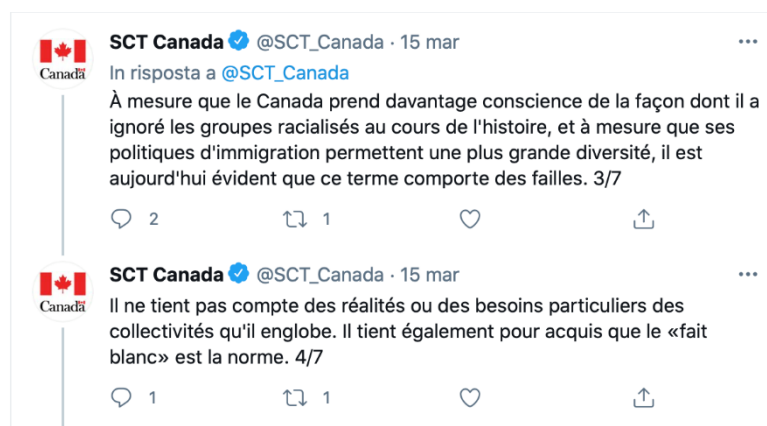 SCT Canada @SCT_Canada · 15 mar
Canada
In risposta a @SCT_Canada
À mesure que le Canada prend davantage conscience de la façon dont il a
ignoré les groupes racialisés au cours de l'histoire, et à mesure que ses
politiques d'immigration permettent une plus grande diversité, il est
aujourd'hui évident que ce terme comporte des failles. 3/7
2 1
SCT Canada @SCT_Canada · 15 mar
Canada
Il ne tient pas compte des réalités ou des besoins particuliers des
collectivités qu'il englobe. Il tient également pour acquis que le «fait
blanc» est la norme. 4/7
1 1